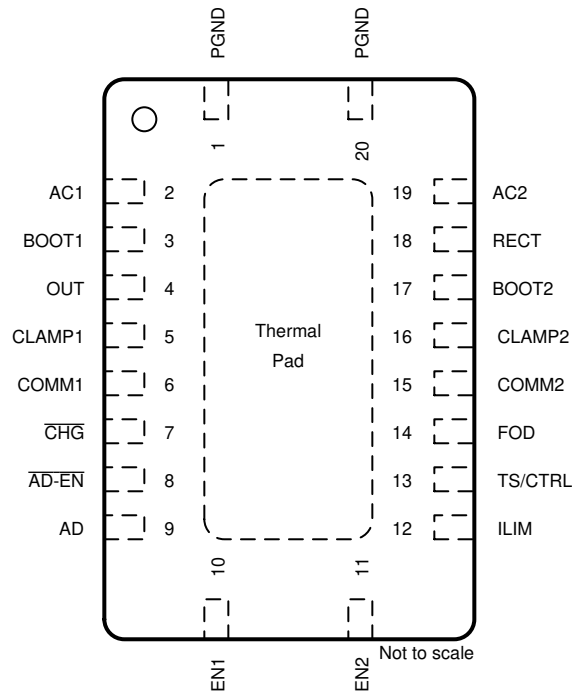 PGND PGND
1 20
AC1 2 19 AC2
BOOT1 3 18 RECT
OUT 4 17 BOOT2
CLAMP1 5 16 CLAMP2
Thermal
Pad
COMM1 6 15 COMM2
CHG 7 14 FOD
AD-EN 8 13 TS/CTRL
AD 9 12 ILIM
10 11
EN1 EN2
Not to scale